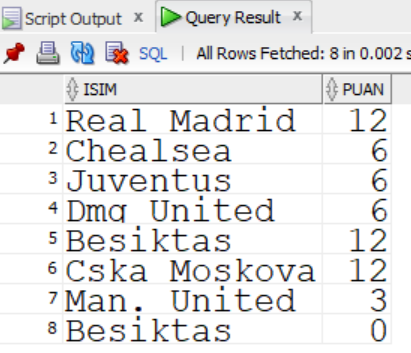 Script Output x Query Result x
SQL | All Rows Fetched: 8 in 0.002 s
ISIM PUAN
1 Real Madrid 12
2 Chealsea 6
3 Juventus 6
4 Dmg United 6
5 Besiktas 12
6 Cska Moskova 12
7 Man. United 3
8 Besiktas 0